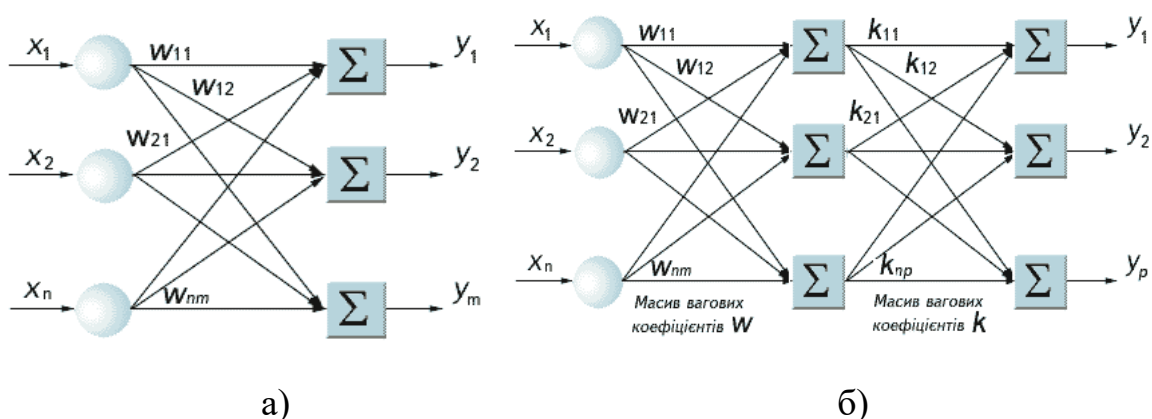 x1 w11 Σ y1
w12
w21
x2 Σ y2
xn wnm Σ ym
а)
x1 w11 Σ k11 Σ y1
w12 k12
w21 k21
x2 Σ Σ y2
xn wnm Σ knp Σ yp
Масив вагових
коефіцієнтів w
Масив вагових
коефіцієнтів k
б)